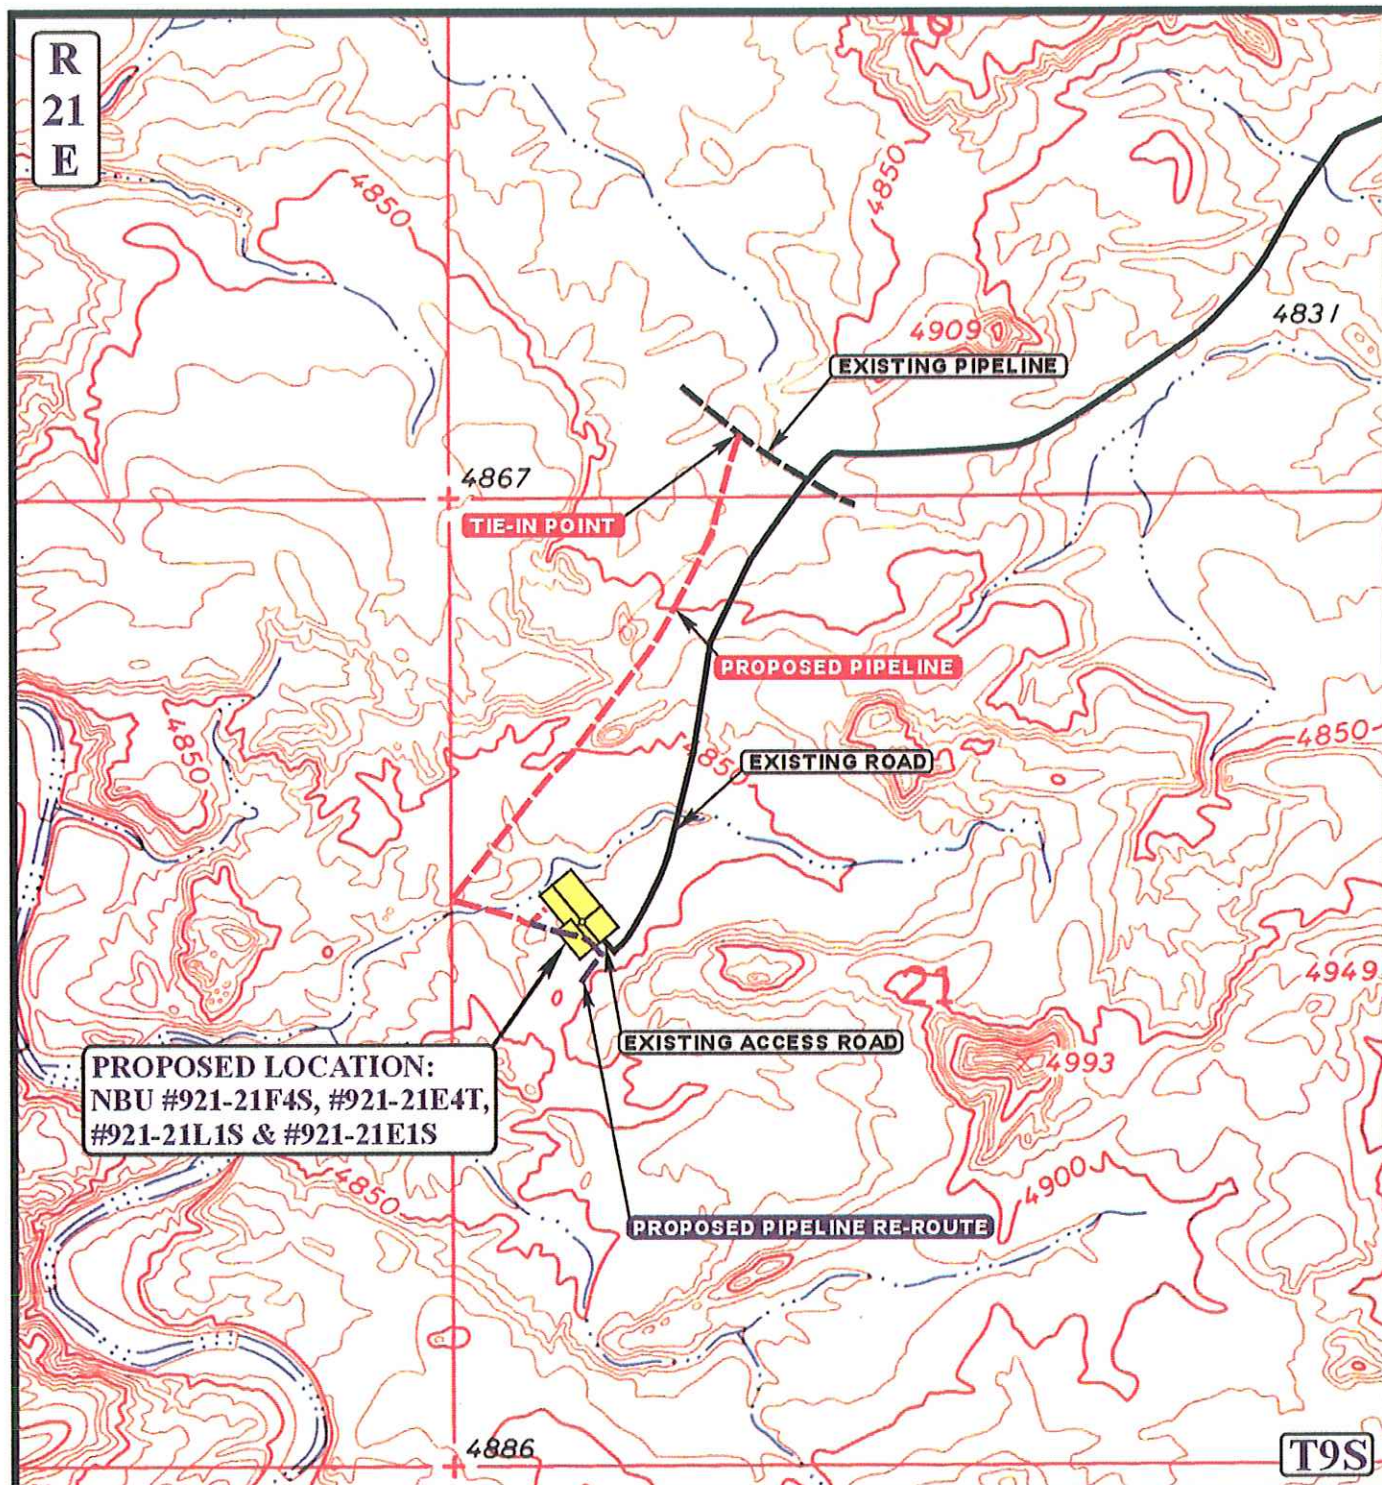 R
21
E
4850
4850
4909
4831
EXISTING PIPELINE
4867
TIE-IN POINT
PROPOSED PIPELINE
4850
4850
EXISTING ROAD
21
4949
EXISTING ACCESS ROAD
4993
PROPOSED LOCATION:
NBU #921-21F4S, #921-21E4T,
#921-21L1S & #921-21E1S
4850
4900
PROPOSED PIPELINE RE-ROUTE
4886
T9S